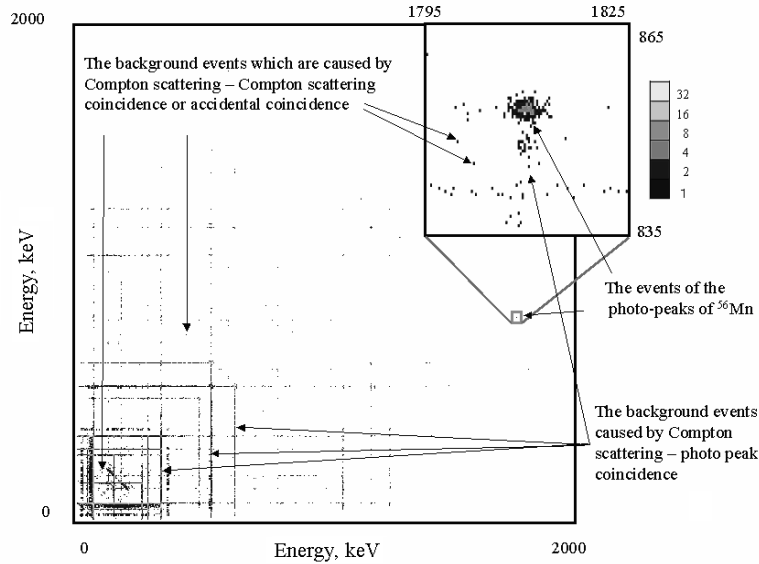 2000
1795
1825
The background events which are caused by
Compton scattering – Compton scattering
coincidence or accidental coincidence
865
32
16
8
4
2
1
835
Energy, keV
The events of the
photo-peaks of ⁵⁶Mn
The background events
caused by Compton
scattering – photo peak
coincidence
0
0
Energy, keV
2000